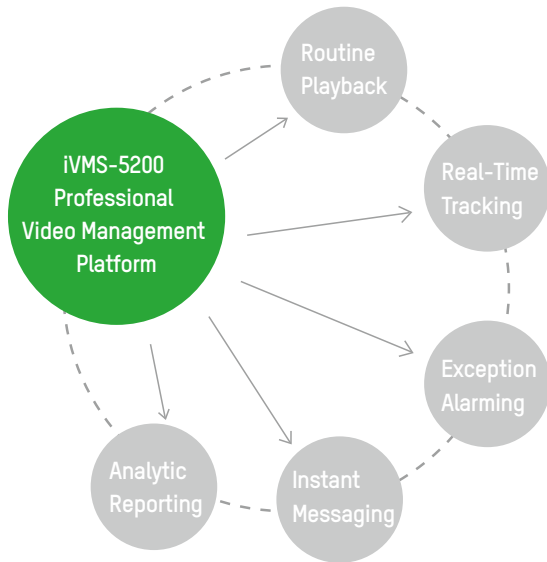 Routine
Playback
iVMS-5200
Professional
Video Management
Platform
Real-Time
Tracking
Exception
Alarming
Instant
Messaging
Analytic
Reporting